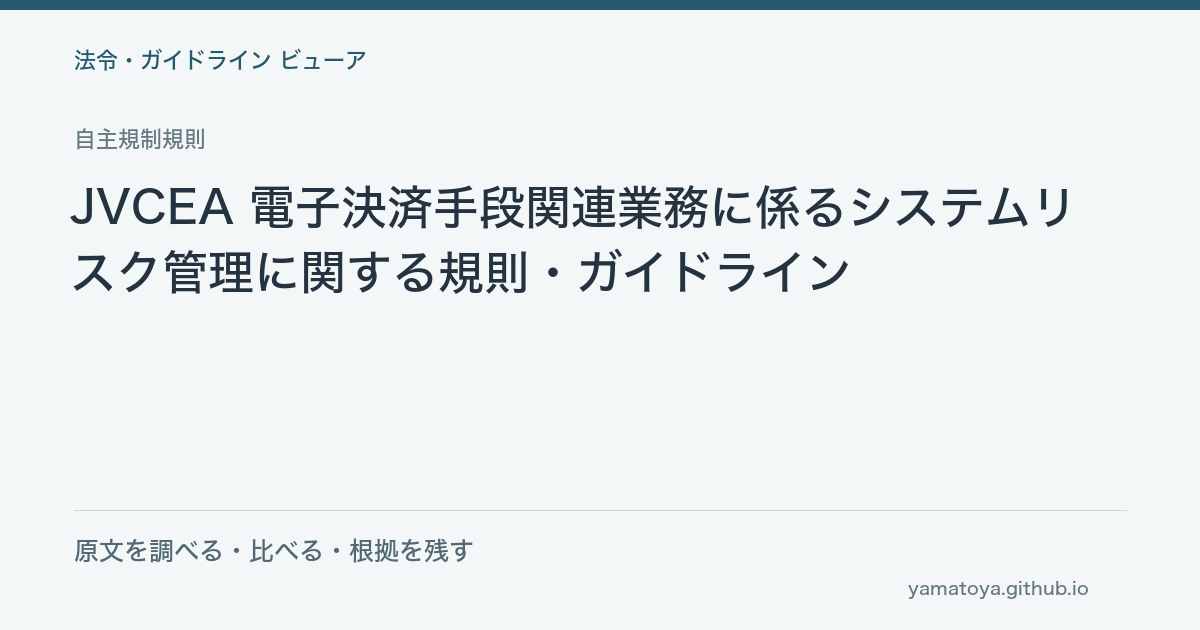 法令・ガイドライン ビューア
自主規制規則
JVCEA 電子決済手段関連業務に係るシステムリ
スク管理に関する規則・ガイドライン
原文を調べる・比べる・根拠を残す
yamatoya.github.io